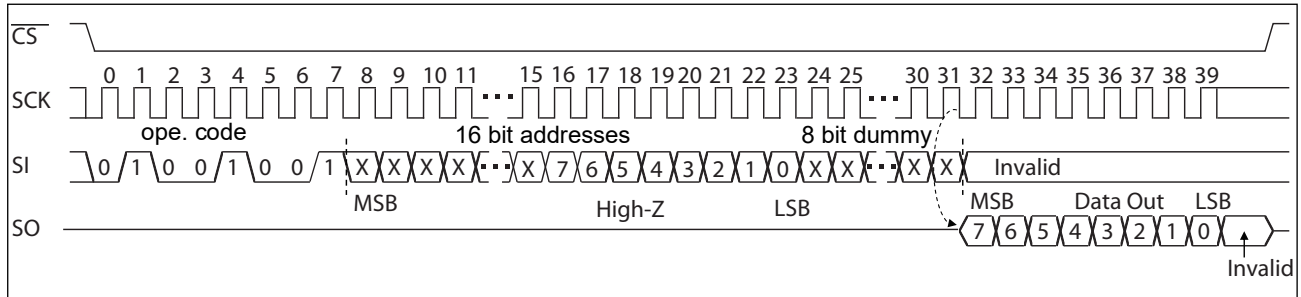 CS
0 1 2 3 4 5 6 7 8 9 10 11 15 16 17 18 19 20 21 22 23 24 25 30 31 32 33 34 35 36 37 38 39
SCK
ope. code 16 bit addresses 8 bit dummy
SI 0 1 0 0 1 0 0 1 X X X X X 7 6 5 4 3 2 1 0 X X X X Invalid
MSB High-Z LSB MSB Data Out LSB
SO 7 6 5 4 3 2 1 0
Invalid